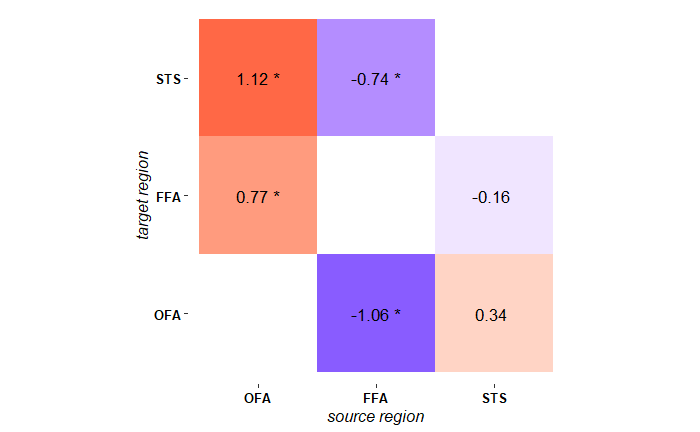 STS
1.12 *
-0.74 *
target region
FFA
0.77 *
-0.16
OFA
-1.06 *
0.34
OFA
FFA
STS
source region